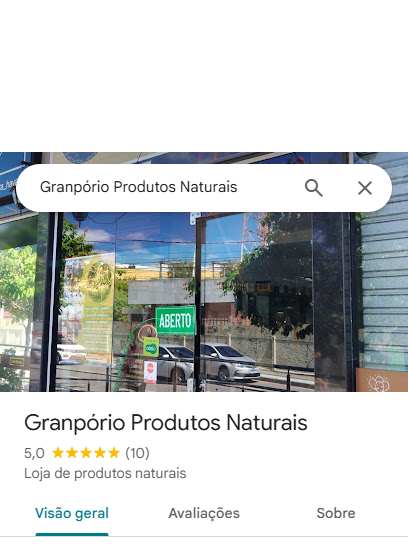 Granpório Produtos Naturais
ABERTO
Granpório Produtos Naturais
5,0 (10)
Loja de produtos naturais
Visão geral
Avaliações
Sobre